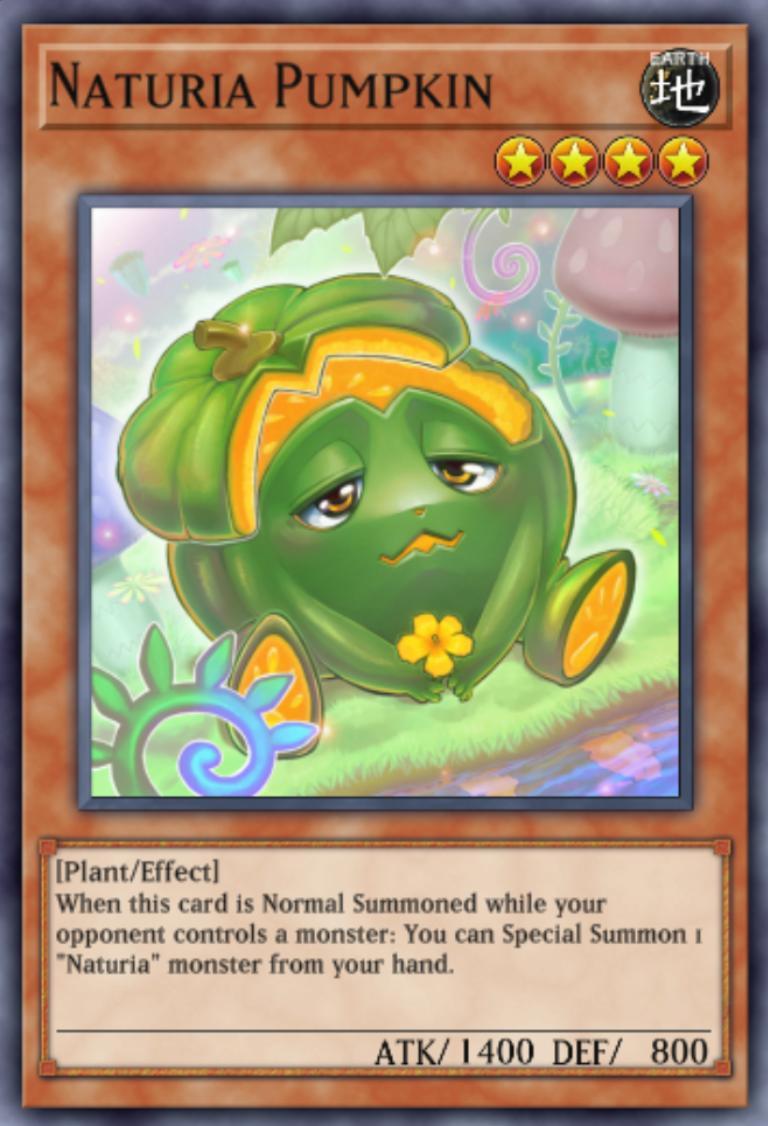 Naturia Pumpkin
EARTH
地
[Plant/Effect]
When this card is Normal Summoned while your
opponent controls a monster: You can Special Summon 1
"Naturia" monster from your hand.
ATK/ 1400 DEF/ 800